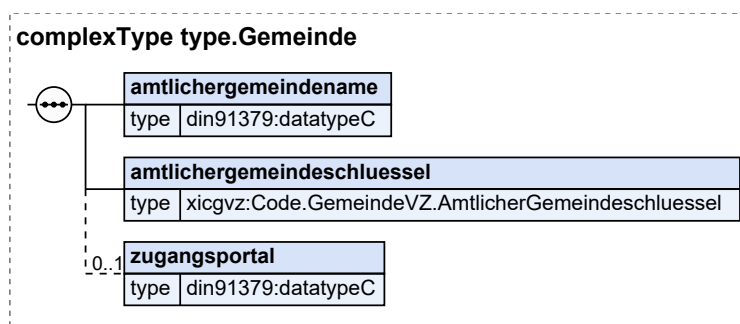 complexType type.Gemeinde
amtlichergemeindename
type din91379:datatypeC
amtlichergemeindeschluessel
type xicgvz:Code.GemeindeVZ.AmtlicherGemeindeschluessel
0..1 zugangsportal
type din91379:datatypeC